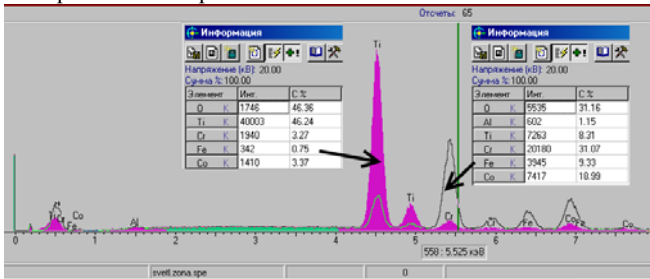 Отсчеты: 65
Информация
Напряжение (кВ): 20.00
Сумма %: 100.00
Элемент Инт. C %
O K 1746 46.36
Ti K 40003 46.24
Cr K 1940 3.27
Fe K 342 0.75
Co K 1410 3.37
Информация
Напряжение (кВ): 20.00
Сумма %: 100.00
Элемент Инт. C %
O K 5535 31.16
Al K 602 1.15
Ti K 7263 8.31
Cr K 20180 31.07
Fe K 3945 9.33
Co K 7417 18.99
Ti
Ti
Co
Fe
Al
Cr
Fe
Co
Co
0 1 2 3 4 5 6 7
558 : 5.525 кэВ
svetl.zona.spe 0